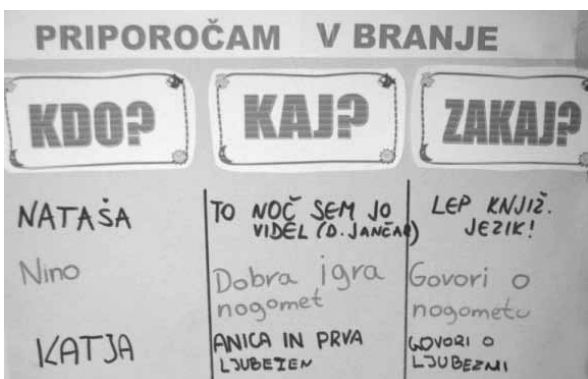 PRIPOROČAM V BRANJE
KDO? KAJ? ZAKAJ?
NATAŠA
TO NOČ SEM JO
VIDEL (D. JANČAR)
LEP KNJIŽ.
JEZIK!
Nino
Dobra igra
nogomet
Govori o
nogometu
KATJA
ANICA IN PRVA
LJUBEZEN
GOVORI O
LJUBEZNI